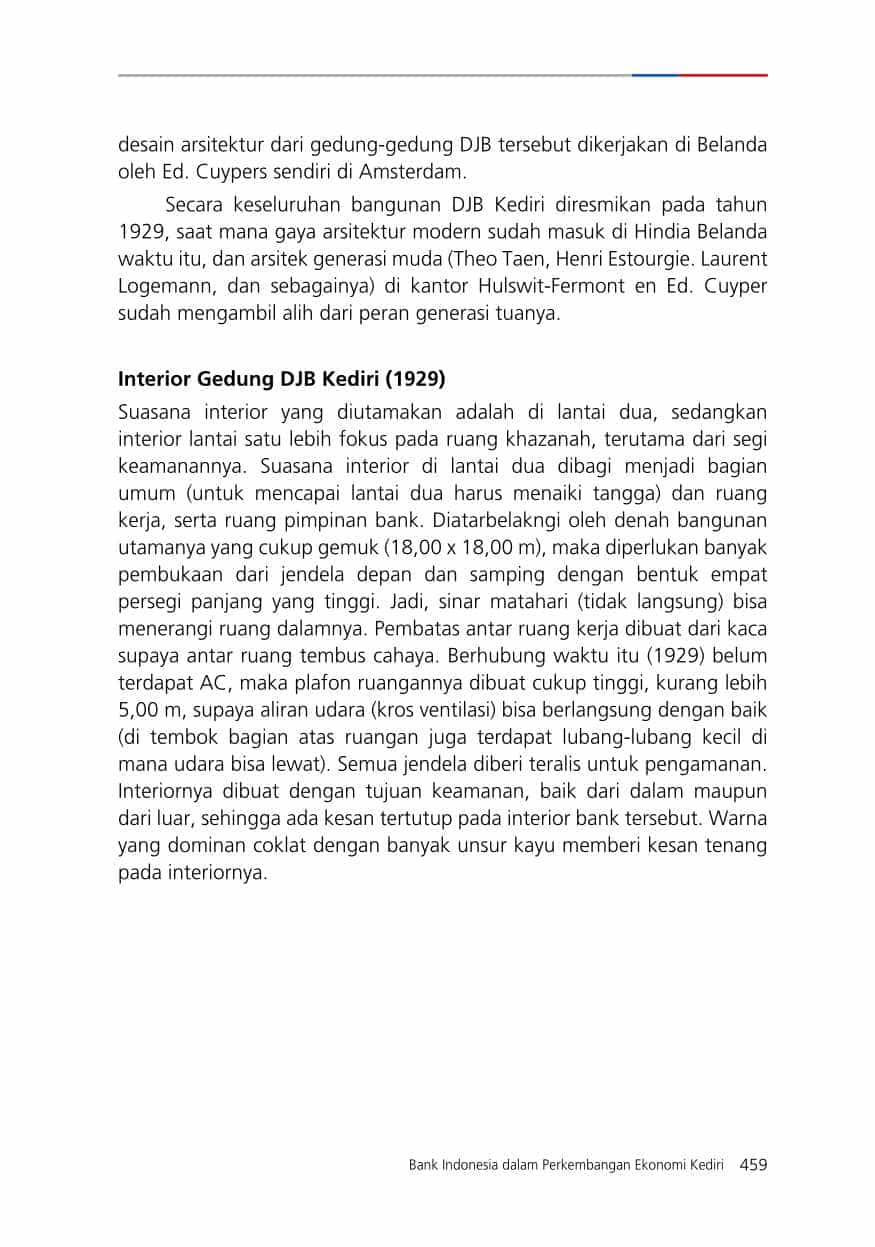 desain arsitektur dari gedung-gedung DJB tersebut dikerjakan di Belanda
oleh Ed. Cuypers sendiri di Amsterdam.
Secara keseluruhan bangunan DJB Kediri diresmikan pada tahun
1929, saat mana gaya arsitektur modern sudah masuk di Hindia Belanda
waktu itu, dan arsitek generasi muda (Theo Taen, Henri Estourgie. Laurent
Logemann, dan sebagainya) di kantor Hulswit-Fermont en Ed. Cuyper
sudah mengambil alih dari peran generasi tuanya.
Interior Gedung DJB Kediri (1929)
Suasana interior yang diutamakan adalah di lantai dua, sedangkan
interior lantai satu lebih fokus pada ruang khazanah, terutama dari segi
keamanannya. Suasana interior di lantai dua dibagi menjadi bagian
umum (untuk mencapai lantai dua harus menaiki tangga) dan ruang
kerja, serta ruang pimpinan bank. Diatarbelakngi oleh denah bangunan
utamanya yang cukup gemuk (18,00 x 18,00 m), maka diperlukan banyak
pembukaan dari jendela depan dan samping dengan bentuk empat
persegi panjang yang tinggi. Jadi, sinar matahari (tidak langsung) bisa
menerangi ruang dalamnya. Pembatas antar ruang kerja dibuat dari kaca
supaya antar ruang tembus cahaya. Berhubung waktu itu (1929) belum
terdapat AC, maka plafon ruangannya dibuat cukup tinggi, kurang lebih
5,00 m, supaya aliran udara (kros ventilasi) bisa berlangsung dengan baik
(di tembok bagian atas ruangan juga terdapat lubang-lubang kecil di
mana udara bisa lewat). Semua jendela diberi teralis untuk pengamanan.
Interiornya dibuat dengan tujuan keamanan, baik dari dalam maupun
dari luar, sehingga ada kesan tertutup pada interior bank tersebut. Warna
yang dominan coklat dengan banyak unsur kayu memberi kesan tenang
pada interiornya.
Bank Indonesia dalam Perkembangan Ekonomi Kediri 459